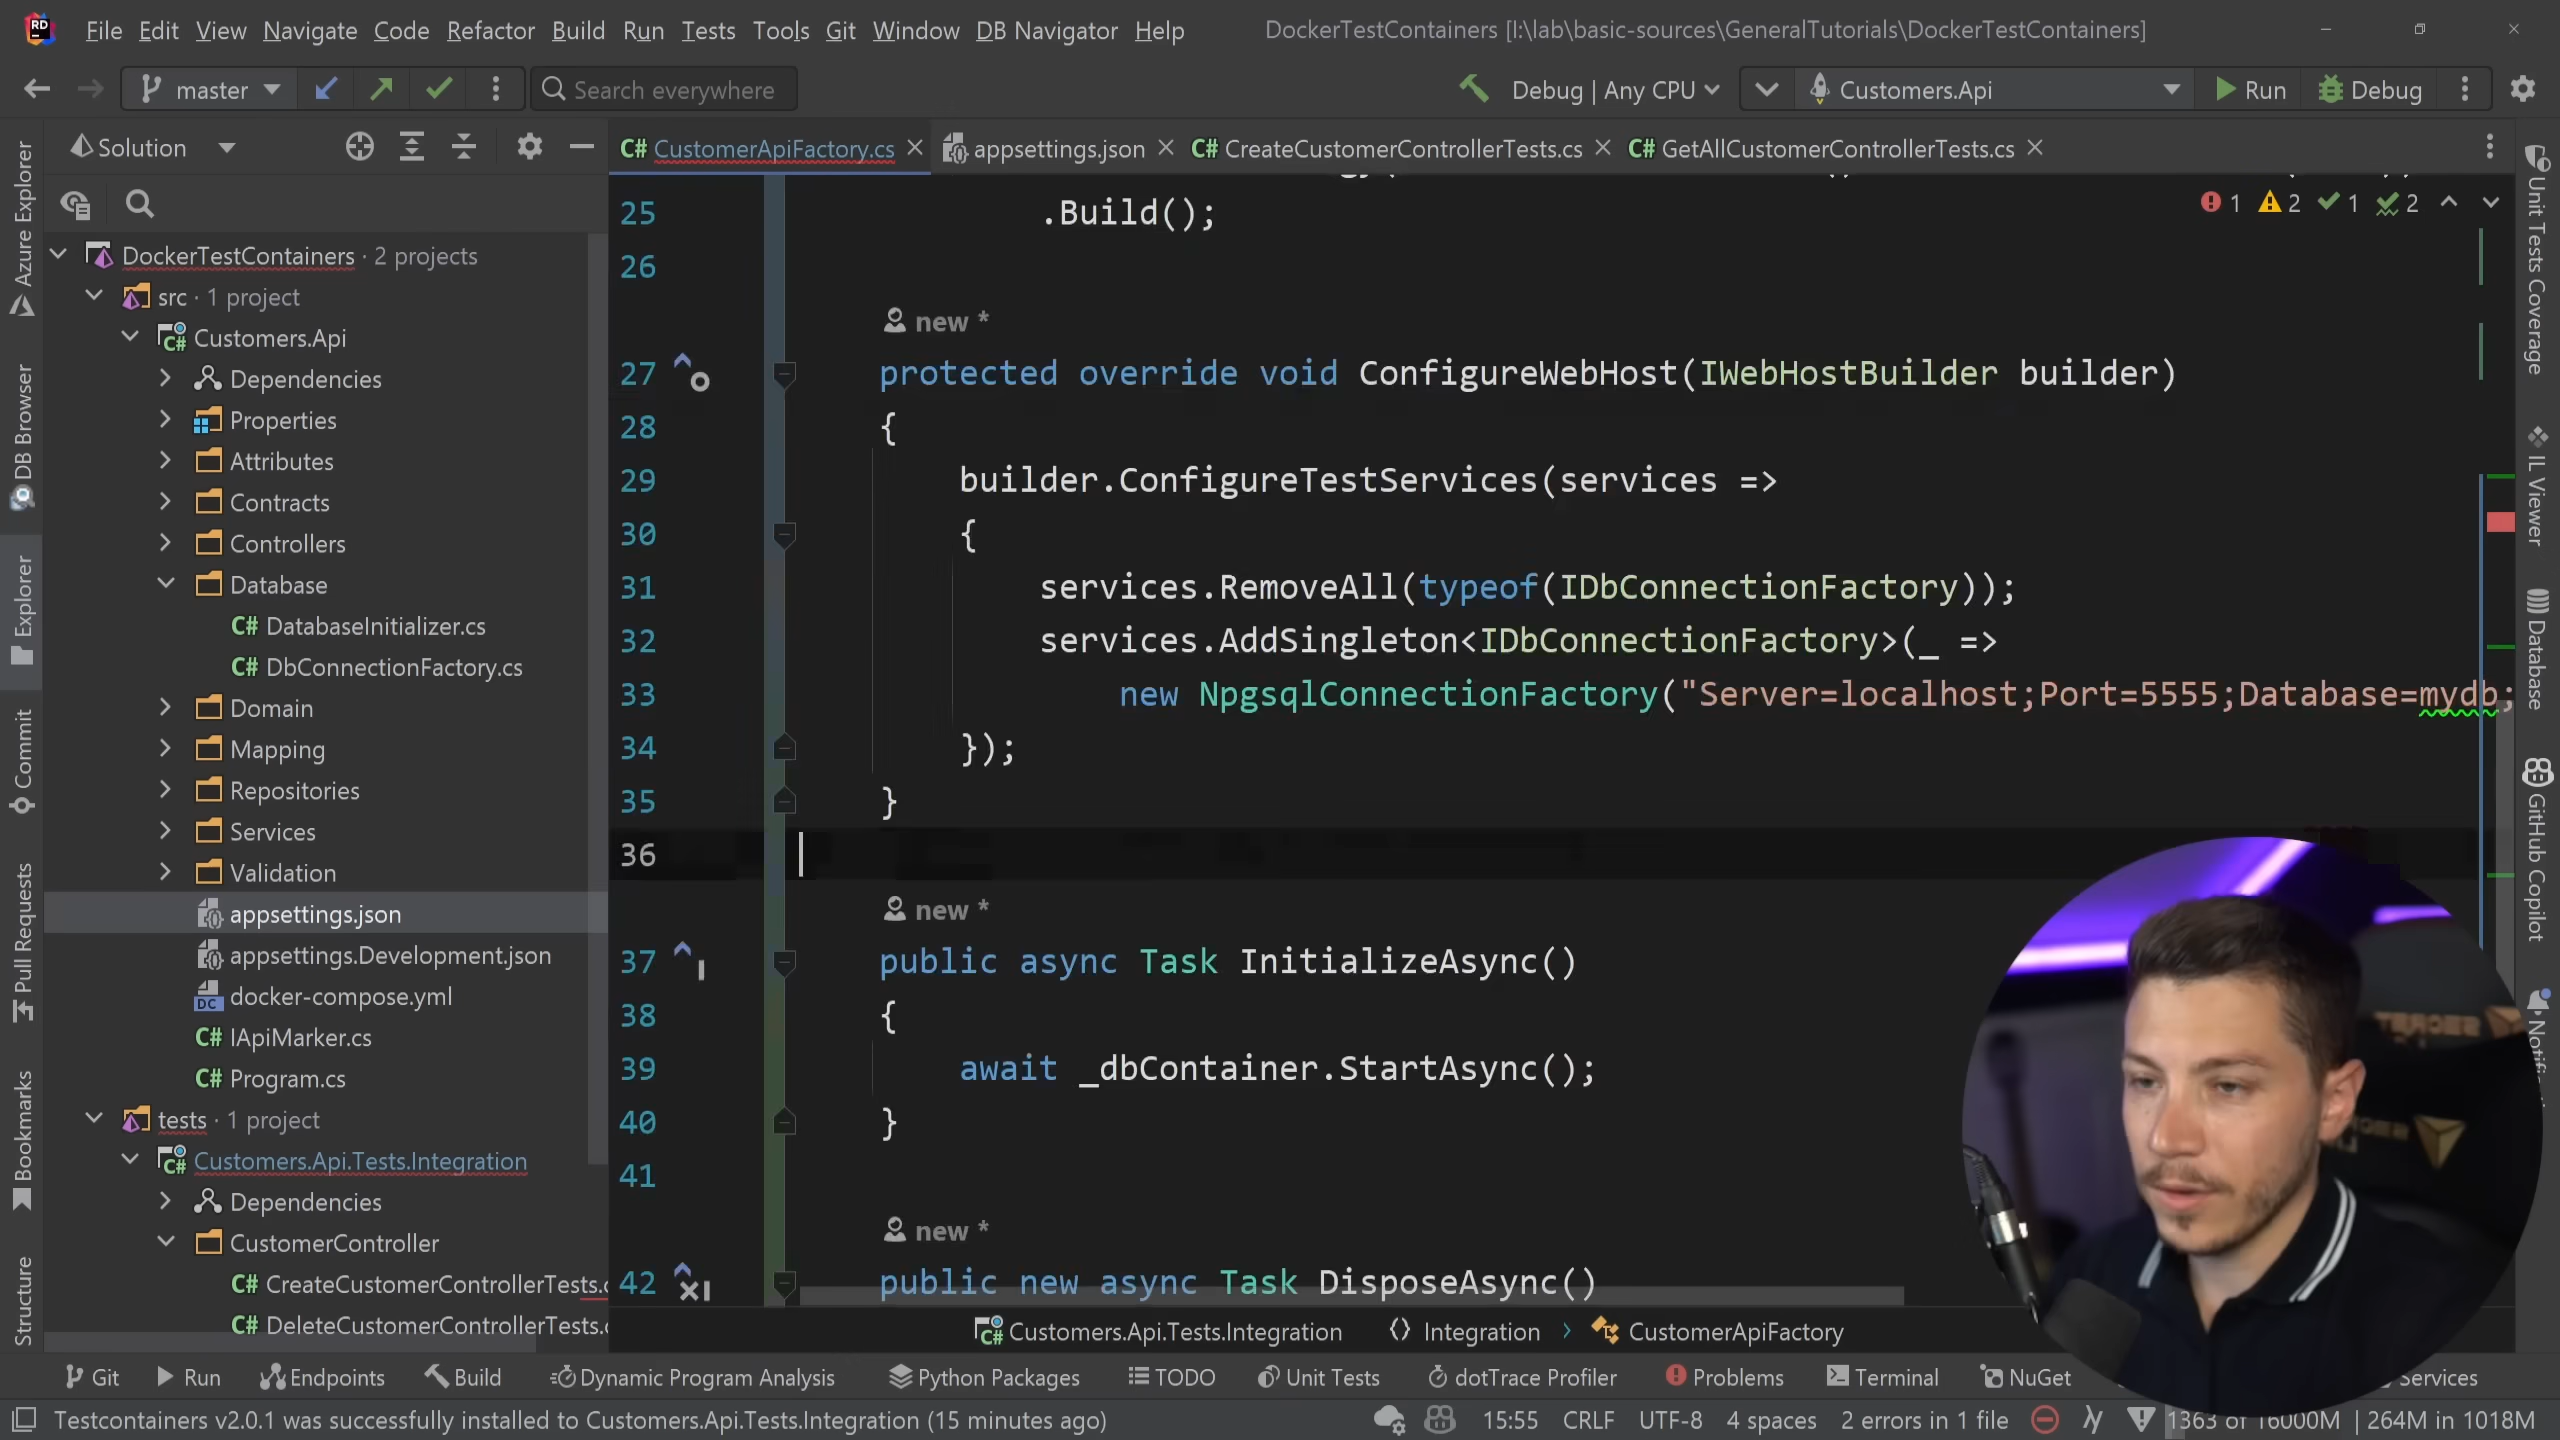 File Edit View Navigate Code Refactor Build Run Tests Tools Git Window DB Navigator Help
DockerTestContainers [I:\lab\basic-sources\GeneralTutorials\DockerTestContainers]
master
Search everywhere
Debug | Any CPU
Customers.Api
Run
Debug
Solution
C# CustomerApiFactory.cs
appsettings.json
C# CreateCustomerControllerTests.cs
C# GetAllCustomerControllerTests.cs
Azure Explorer
DB Browser
Explorer
Commit
Pull Requests
Bookmarks
Structure
DockerTestContainers · 2 projects
src · 1 project
Customers.Api
Dependencies
Properties
Attributes
Contracts
Controllers
Database
C# DatabaseInitializer.cs
C# DbConnectionFactory.cs
Domain
Mapping
Repositories
Services
Validation
appsettings.json
appsettings.Development.json
docker-compose.yml
C# IApiMarker.cs
C# Program.cs
tests · 1 project
Customers.Api.Tests.Integration
Dependencies
CustomerController
C# CreateCustomerControllerTests.
C# DeleteCustomerControllerTests.
1 2 1 2
25 .Build();
26
new *
27 protected override void ConfigureWebHost(IWebHostBuilder builder)
28 {
29 builder.ConfigureTestServices(services =>
30 {
31 services.RemoveAll(typeof(IDbConnectionFactory));
32 services.AddSingleton<IDbConnectionFactory>(_ =>
33 new NpgsqlConnectionFactory("Server=localhost;Port=5555;Database=mydb;
34 });
35 }
36
new *
37 public async Task InitializeAsync()
38 {
39 await _dbContainer.StartAsync();
40 }
41
new *
42 public new async Task DisposeAsync()
Customers.Api.Tests.Integration
Integration
CustomerApiFactory
Unit Tests Coverage
IL Viewer
Database
GitHub Copilot
Git
Run
Endpoints
Build
Dynamic Program Analysis
Python Packages
TODO
Unit Tests
dotTrace Profiler
Problems
Terminal
NuGet
Services
Testcontainers v2.0.1 was successfully installed to Customers.Api.Tests.Integration (15 minutes ago)
15:55 CRLF UTF-8 4 spaces 2 errors in 1 file
1363 of 16000M | 264M in 1018M